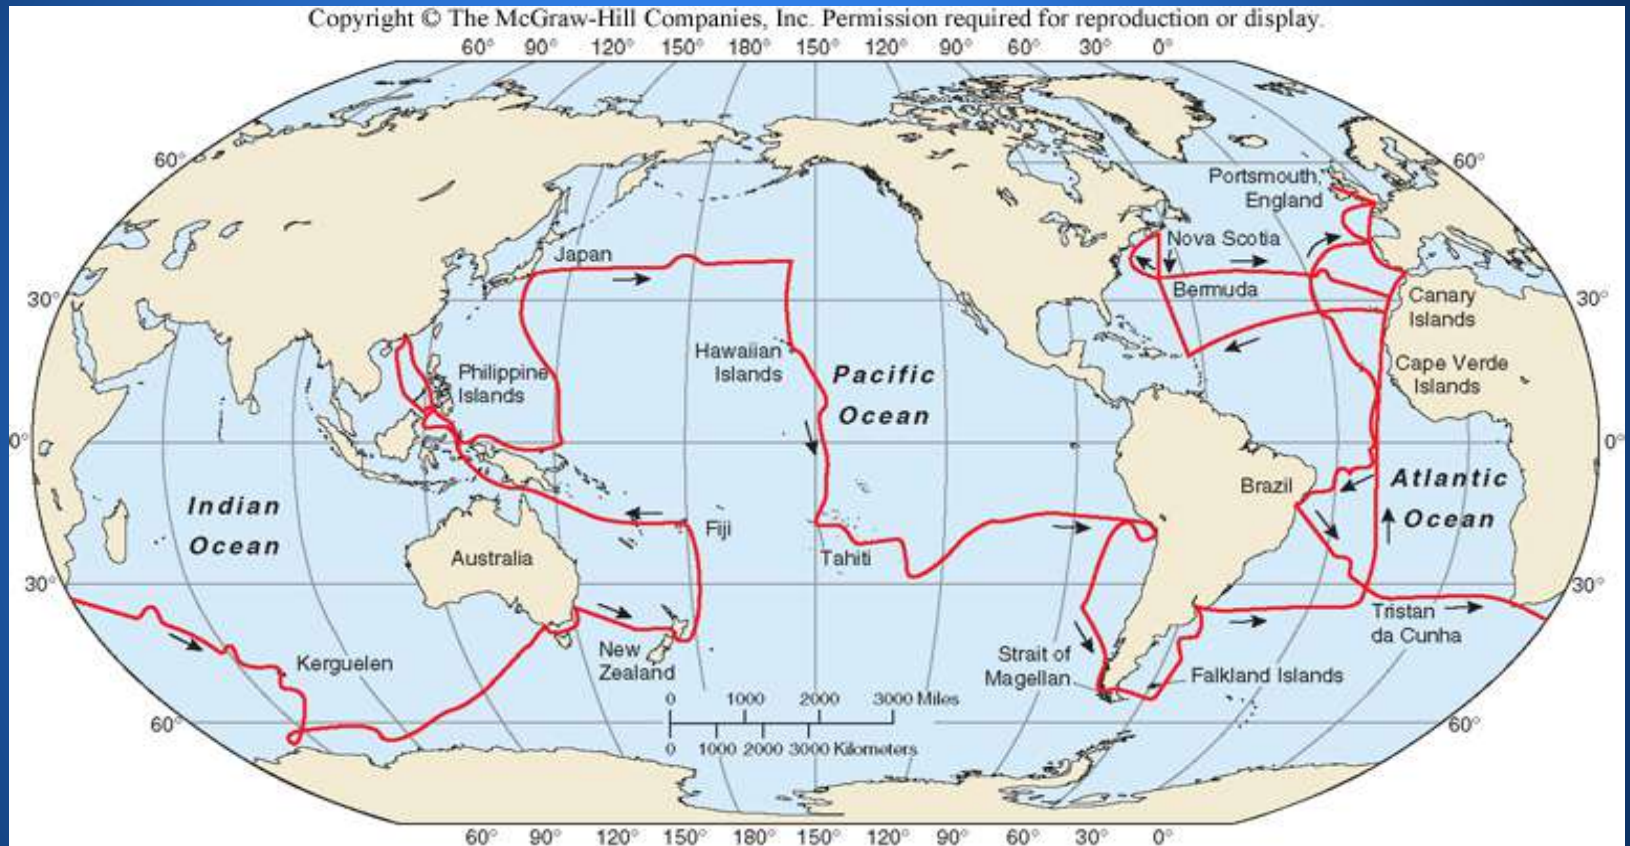 Copyright © The McGraw-Hill Companies, Inc. Permission required for reproduction or display.
60° 90° 120° 150° 180° 150° 120° 90° 60° 30° 0°
60° 60°
Portsmouth,
England
Nova Scotia
Japan
Bermuda
30° 30°
Canary
Islands
Hawaiian
Islands
Pacific
Ocean
Philippine
Islands
Cape Verde
Islands
0° 0°
Brazil
Atlantic
Ocean
Indian
Ocean
Fiji
Australia
Tahiti
30° 30°
Tristan
da Cunha
New
Zealand
Kerguelen
Strait of
Magellan
Falkland Islands
0 1000 2000 3000 Miles
0 1000 2000 3000 Kilometers
60° 60°
60° 90° 120° 150° 180° 150° 120° 90° 60° 30° 0°